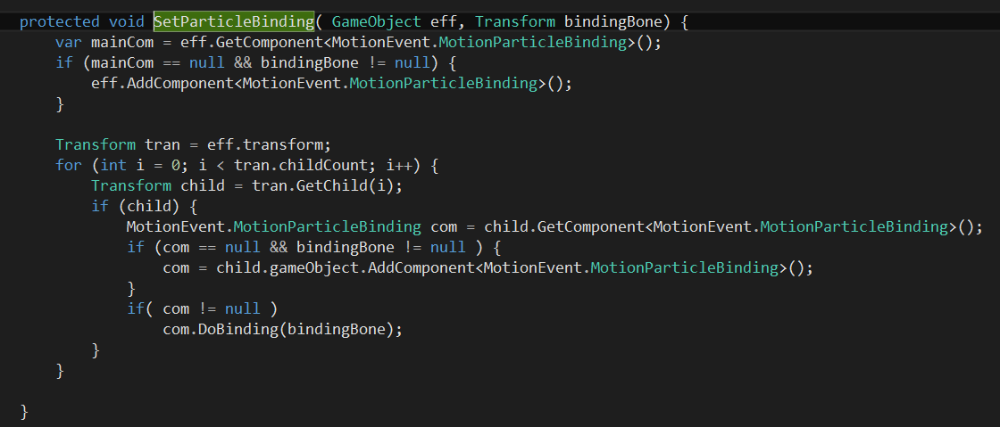 protected void SetParticleBinding( GameObject eff, Transform bindingBone) {
    var mainCom = eff.GetComponent<MotionEvent.MotionParticleBinding>();
    if (mainCom == null && bindingBone != null) {
        eff.AddComponent<MotionEvent.MotionParticleBinding>();
    }

    Transform tran = eff.transform;
    for (int i = 0; i < tran.childCount; i++) {
        Transform child = tran.GetChild(i);
        if (child) {
            MotionEvent.MotionParticleBinding com = child.GetComponent<MotionEvent.MotionParticleBinding>();
            if (com == null && bindingBone != null ) {
                com = child.gameObject.AddComponent<MotionEvent.MotionParticleBinding>();
            }
            if( com != null )
                com.DoBinding(bindingBone);
        }
    }

}